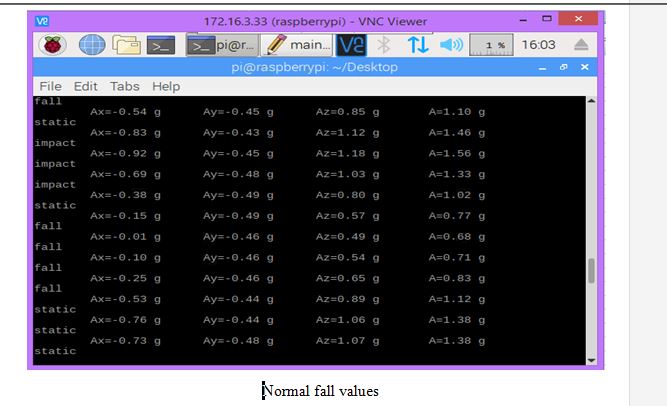 172.16.3.33 (raspberrypi) - VNC Viewer
pi@r... main... 1 % 16:03
pi@raspberrypi: ~/Desktop
File Edit Tabs Help
fall
Ax=-0.54 g Ay=-0.45 g Az=0.85 g A=1.10 g
static
Ax=-0.83 g Ay=-0.43 g Az=1.12 g A=1.46 g
impact
Ax=-0.92 g Ay=-0.45 g Az=1.18 g A=1.56 g
impact
Ax=-0.69 g Ay=-0.48 g Az=1.03 g A=1.33 g
impact
Ax=-0.38 g Ay=-0.49 g Az=0.80 g A=1.02 g
static
Ax=-0.15 g Ay=-0.49 g Az=0.57 g A=0.77 g
fall
Ax=-0.01 g Ay=-0.46 g Az=0.49 g A=0.68 g
fall
Ax=-0.10 g Ay=-0.46 g Az=0.54 g A=0.71 g
fall
Ax=-0.25 g Ay=-0.46 g Az=0.65 g A=0.83 g
fall
Ax=-0.53 g Ay=-0.44 g Az=0.89 g A=1.12 g
static
Ax=-0.76 g Ay=-0.44 g Az=1.06 g A=1.38 g
static
Ax=-0.73 g Ay=-0.48 g Az=1.07 g A=1.38 g
static
Normal fall values